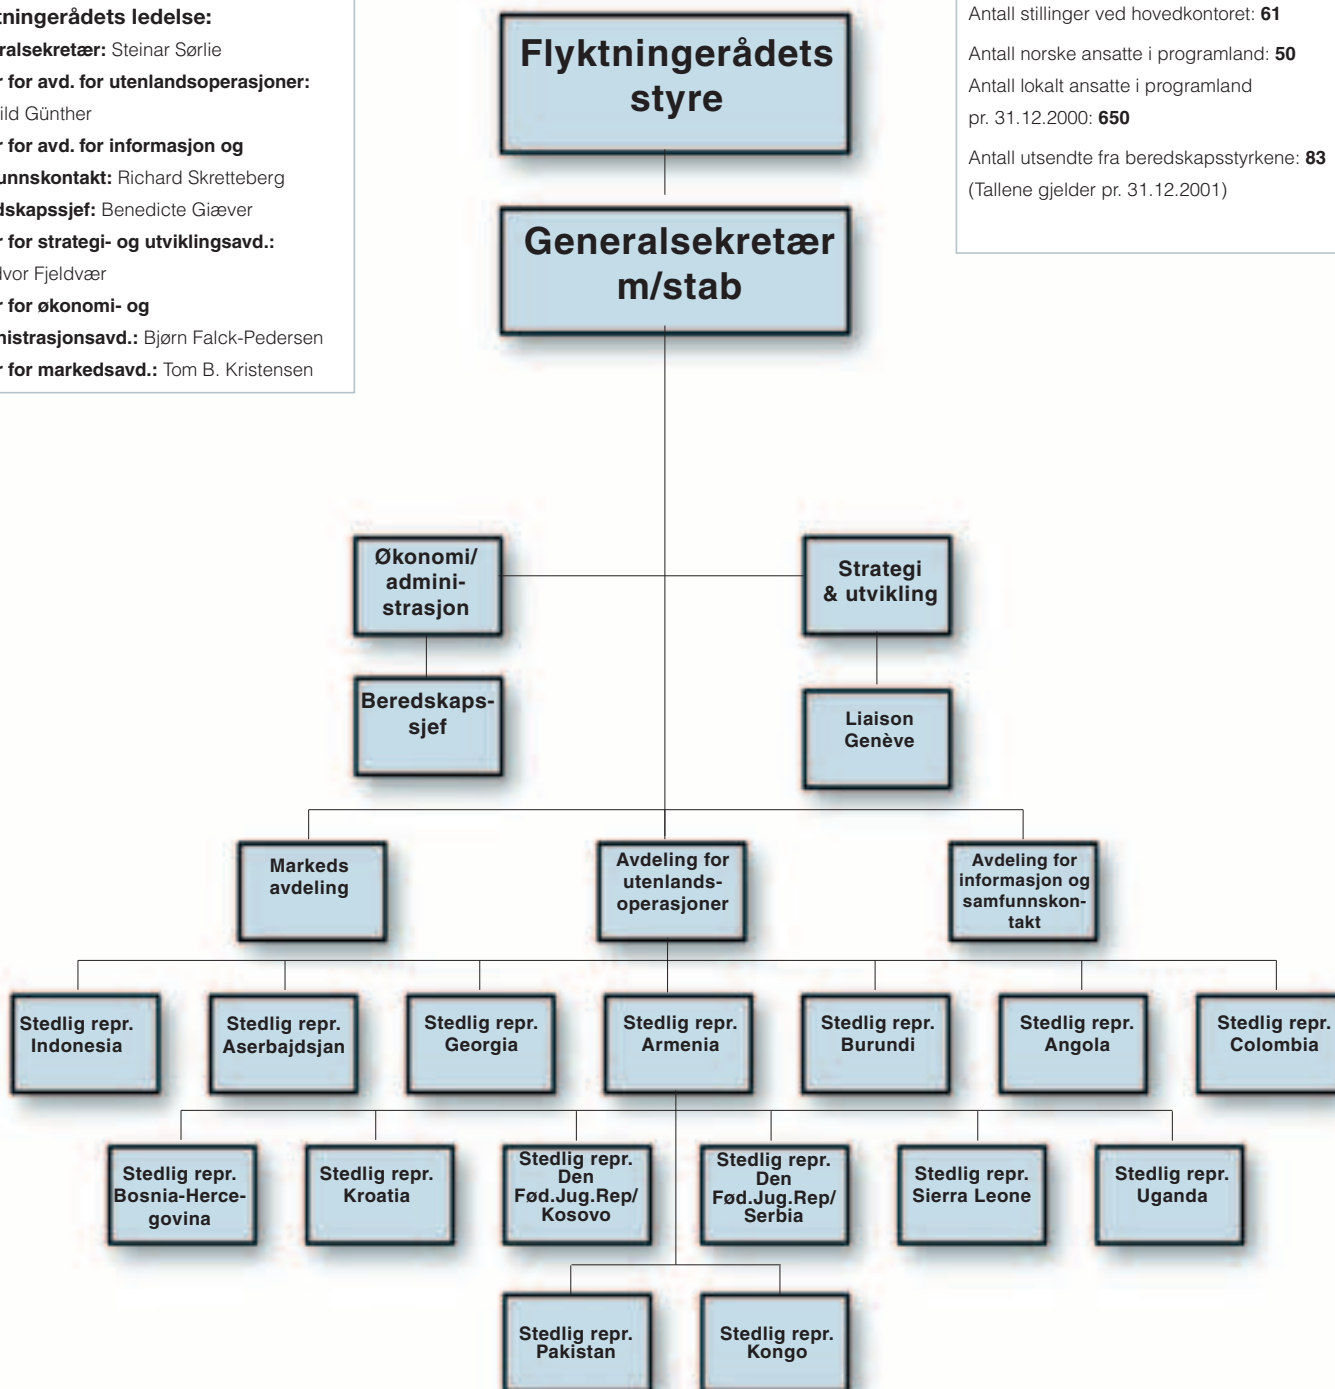 tningerådets ledelse:
eralsekretær: Steinar Sørlie
r for avd. for utenlandsoperasjoner:
ild Günther
r for avd. for informasjon og
unnskontakt: Richard Skretteberg
dskapssjef: Benedicte Giæver
r for strategi- og utviklingsavd.:
dvor Fjeldvær
r for økonomi- og
nistrasjonsavd.: Bjørn Falck-Pedersen
r for markedsavd.: Tom B. Kristensen
Flyktningerådets
styre
Generalsekretær
m/stab
Antall stillinger ved hovedkontoret: 61
Antall norske ansatte i programland: 50
Antall lokalt ansatte i programland
pr. 31.12.2000: 650
Antall utsendte fra beredskapsstyrkene: 83
(Tallene gjelder pr. 31.12.2001)
Økonomi/
admini-
strasjon
Strategi
& utvikling
Beredskaps-
sjef
Liaison
Genève
Markeds
avdeling
Avdeling for
utenlands-
operasjoner
Avdeling for
informasjon og
samfunnskon-
takt
Stedlig repr.
Indonesia
Stedlig repr.
Aserbajdsjan
Stedlig repr.
Georgia
Stedlig repr.
Armenia
Stedlig repr.
Burundi
Stedlig repr.
Angola
Stedlig repr.
Colombia
Stedlig repr.
Bosnia-Herce-
govina
Stedlig repr.
Kroatia
Stedlig repr.
Den
Fød.Jug.Rep/
Kosovo
Stedlig repr.
Den
Fød.Jug.Rep/
Serbia
Stedlig repr.
Sierra Leone
Stedlig repr.
Uganda
Stedlig repr.
Pakistan
Stedlig repr.
Kongo